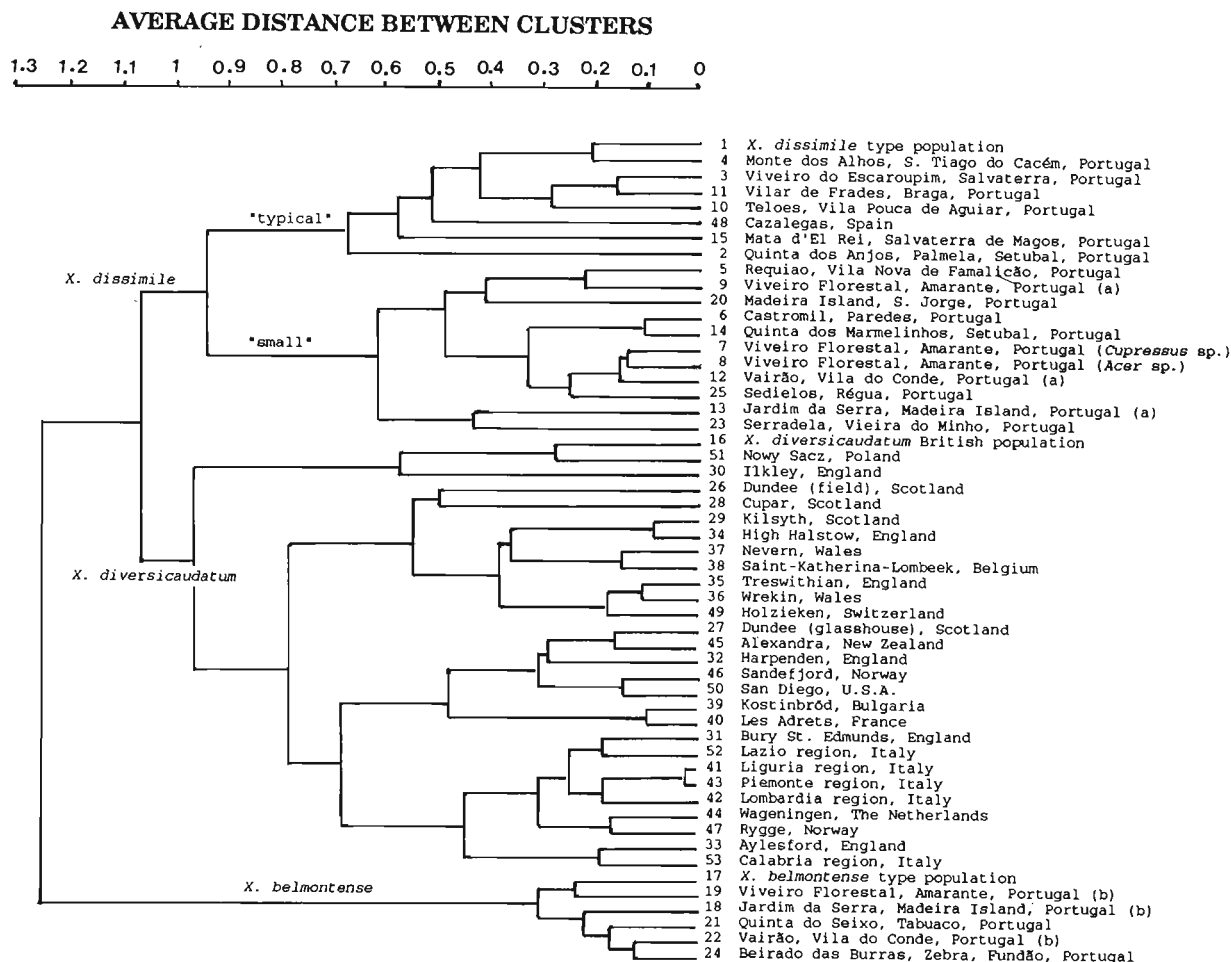 AVERAGE DISTANCE BETWEEN CLUSTERS
1.3 1.2 1.1 1 0.9 0.8 0.7 0.6 0.5 0.4 0.3 0.2 0.1 0
1 X. dissimile type population
4 Monte dos Alhos, S. Tiago do Cacém, Portugal
3 Viveiro do Escaroupim, Salvaterra, Portugal
11 Vilar de Frades, Braga, Portugal
10 Teloes, Vila Pouca de Aguiar, Portugal
"typical"
48 Cazalegas, Spain
15 Mata d'El Rei, Salvaterra de Magos, Portugal
2 Quinta dos Anjos, Palmela, Setubal, Portugal
X. dissimile
5 Requiao, Vila Nova de Famalicão, Portugal
9 Viveiro Florestal, Amarante, Portugal (a)
20 Madeira Island, S. Jorge, Portugal
6 Castromil, Paredes, Portugal
14 Quinta dos Marmelinhos, Setubal, Portugal
"small"
7 Viveiro Florestal, Amarante, Portugal (Cupressus sp.)
8 Viveiro Florestal, Amarante, Portugal (Acer sp.)
12 Vairão, Vila do Conde, Portugal (a)
25 Sedielos, Régua, Portugal
13 Jardim da Serra, Madeira Island, Portugal (a)
23 Serradela, Vieira do Minho, Portugal
16 X. diversicaudatum British population
51 Nowy Sacz, Poland
30 Ilkley, England
26 Dundee (field), Scotland
28 Cupar, Scotland
29 Kilsyth, Scotland
34 High Halstow, England
37 Nevern, Wales
38 Saint-Katherina-Lombeek, Belgium
X. diversicaudatum
35 Treswithian, England
36 Wrekin, Wales
49 Holzieken, Switzerland
27 Dundee (glasshouse), Scotland
45 Alexandra, New Zealand
32 Harpenden, England
46 Sandefjord, Norway
50 San Diego, U.S.A.
39 Kostinbröd, Bulgaria
40 Les Adrets, France
31 Bury St. Edmunds, England
52 Lazio region, Italy
41 Liguria region, Italy
43 Piemonte region, Italy
42 Lombardia region, Italy
44 Wageningen, The Netherlands
47 Rygge, Norway
33 Aylesford, England
53 Calabria region, Italy
17 X. belmontense type population
X. belmontense
19 Viveiro Florestal, Amarante, Portugal (b)
18 Jardim da Serra, Madeira Island, Portugal (b)
21 Quinta do Seixo, Tabuaco, Portugal
22 Vairão, Vila do Conde, Portugal (b)
24 Beirado das Burras, Zebra, Fundão, Portugal